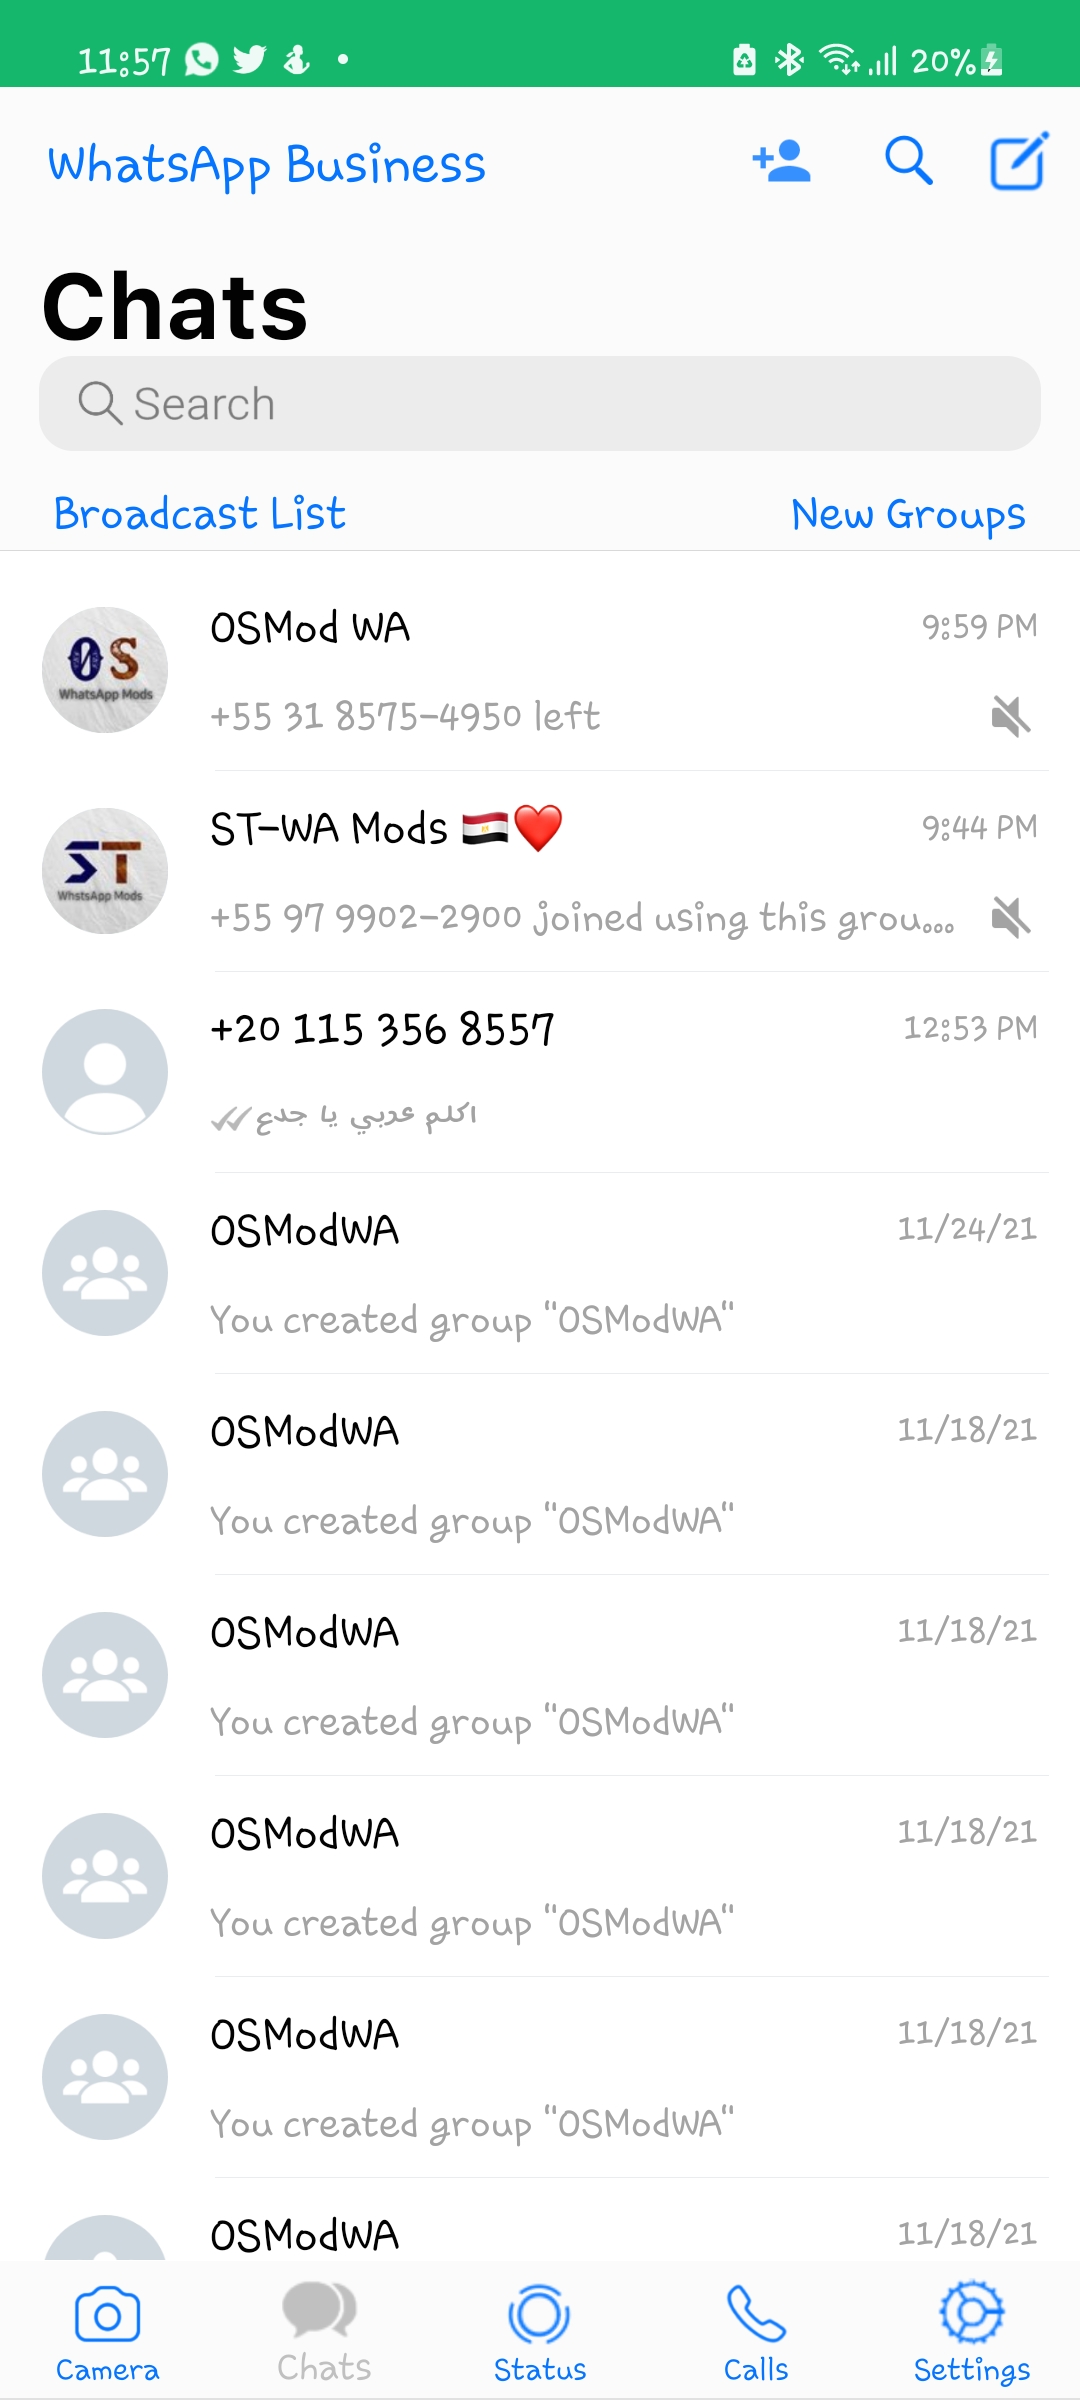 11:57
20%
WhatsApp Business
Chats
Search
Broadcast List
New Groups
OS
WhatsApp Mods
OSMod WA
9:59 PM
+55 31 8575-4950 left
ST
WhstsApp Mods
ST-WA Mods 🇪🇬❤️
9:44 PM
+55 97 9902-2900 joined using this grou...
+20 115 356 8557
12:53 PM
اكلم عربي يا جدع
OSModWA
11/24/21
You created group "OSModWA"
OSModWA
11/18/21
You created group "OSModWA"
OSModWA
11/18/21
You created group "OSModWA"
OSModWA
11/18/21
You created group "OSModWA"
OSModWA
11/18/21
You created group "OSModWA"
OSModWA
11/18/21
Camera
Chats
Status
Calls
Settings